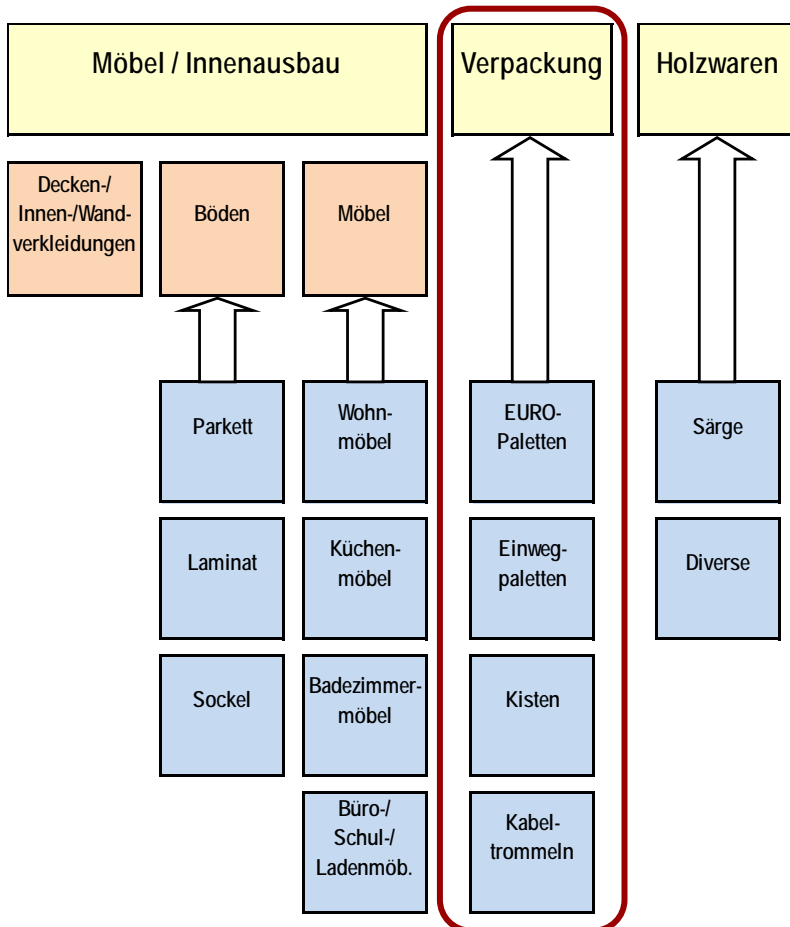 Möbel / Innenausbau
Verpackung
Holzwaren
Decken-/
Innen-/Wand-
verkleidungen
Böden
Möbel
Parkett
Wohn-
möbel
EURO-
Paletten
Särge
Laminat
Küchen-
möbel
Einweg-
paletten
Diverse
Sockel
Badezimmer-
möbel
Kisten
Büro-/
Schul-/
Ladenmöb.
Kabel-
trommeln